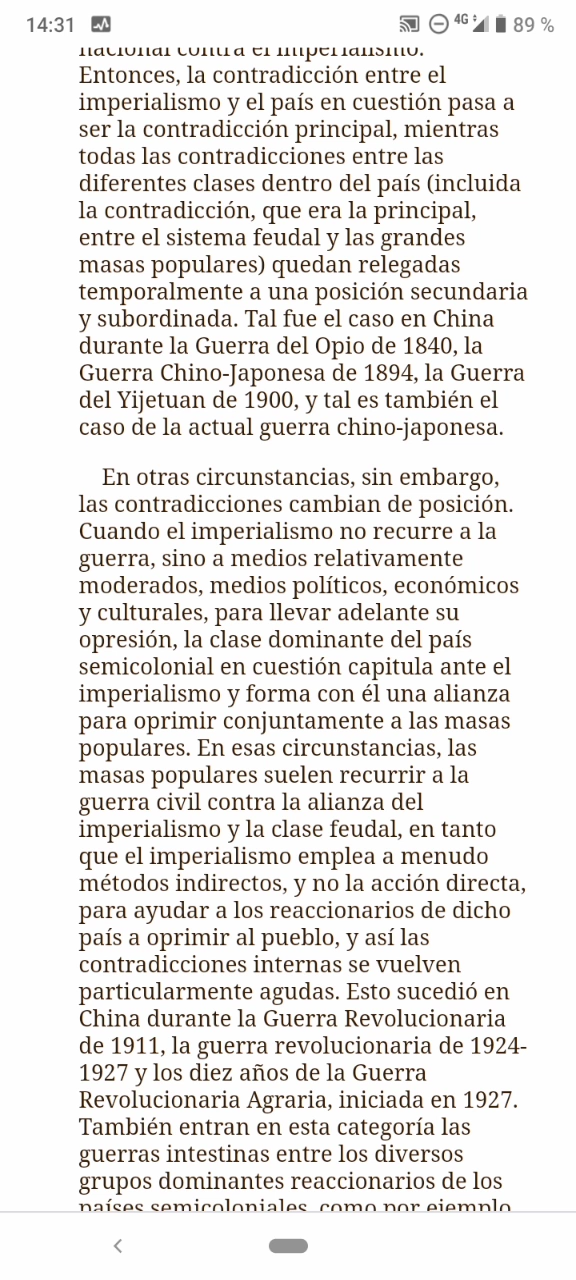 14:31
4G 89 %
nacional contra el imperialismo.
Entonces, la contradicción entre el
imperialismo y el país en cuestión pasa a
ser la contradicción principal, mientras
todas las contradicciones entre las
diferentes clases dentro del país (incluida
la contradicción, que era la principal,
entre el sistema feudal y las grandes
masas populares) quedan relegadas
temporalmente a una posición secundaria
y subordinada. Tal fue el caso en China
durante la Guerra del Opio de 1840, la
Guerra Chino-Japonesa de 1894, la Guerra
del Yijetuan de 1900, y tal es también el
caso de la actual guerra chino-japonesa.
En otras circunstancias, sin embargo,
las contradicciones cambian de posición.
Cuando el imperialismo no recurre a la
guerra, sino a medios relativamente
moderados, medios políticos, económicos
y culturales, para llevar adelante su
opresión, la clase dominante del país
semicolonial en cuestión capitula ante el
imperialismo y forma con él una alianza
para oprimir conjuntamente a las masas
populares. En esas circunstancias, las
masas populares suelen recurrir a la
guerra civil contra la alianza del
imperialismo y la clase feudal, en tanto
que el imperialismo emplea a menudo
métodos indirectos, y no la acción directa,
para ayudar a los reaccionarios de dicho
país a oprimir al pueblo, y así las
contradicciones internas se vuelven
particularmente agudas. Esto sucedió en
China durante la Guerra Revolucionaria
de 1911, la guerra revolucionaria de 1924-
1927 y los diez años de la Guerra
Revolucionaria Agraria, iniciada en 1927.
También entran en esta categoría las
guerras intestinas entre los diversos
grupos dominantes reaccionarios de los
países semicoloniales, como por ejemplo